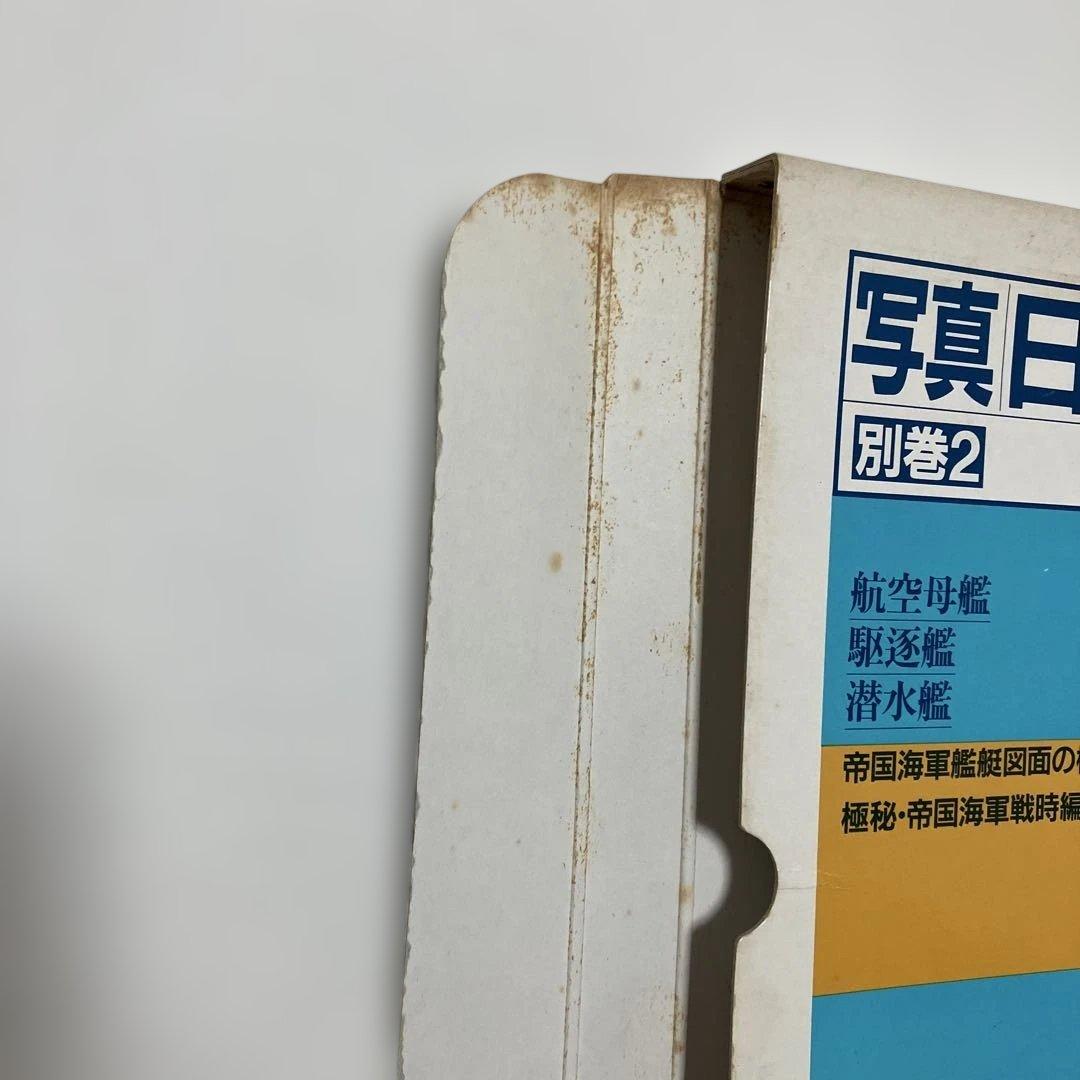 写真日
別巻2
航空母艦
駆逐艦
潜水艦
帝国海軍艦艇図面の
極秘・帝国海軍戦時編